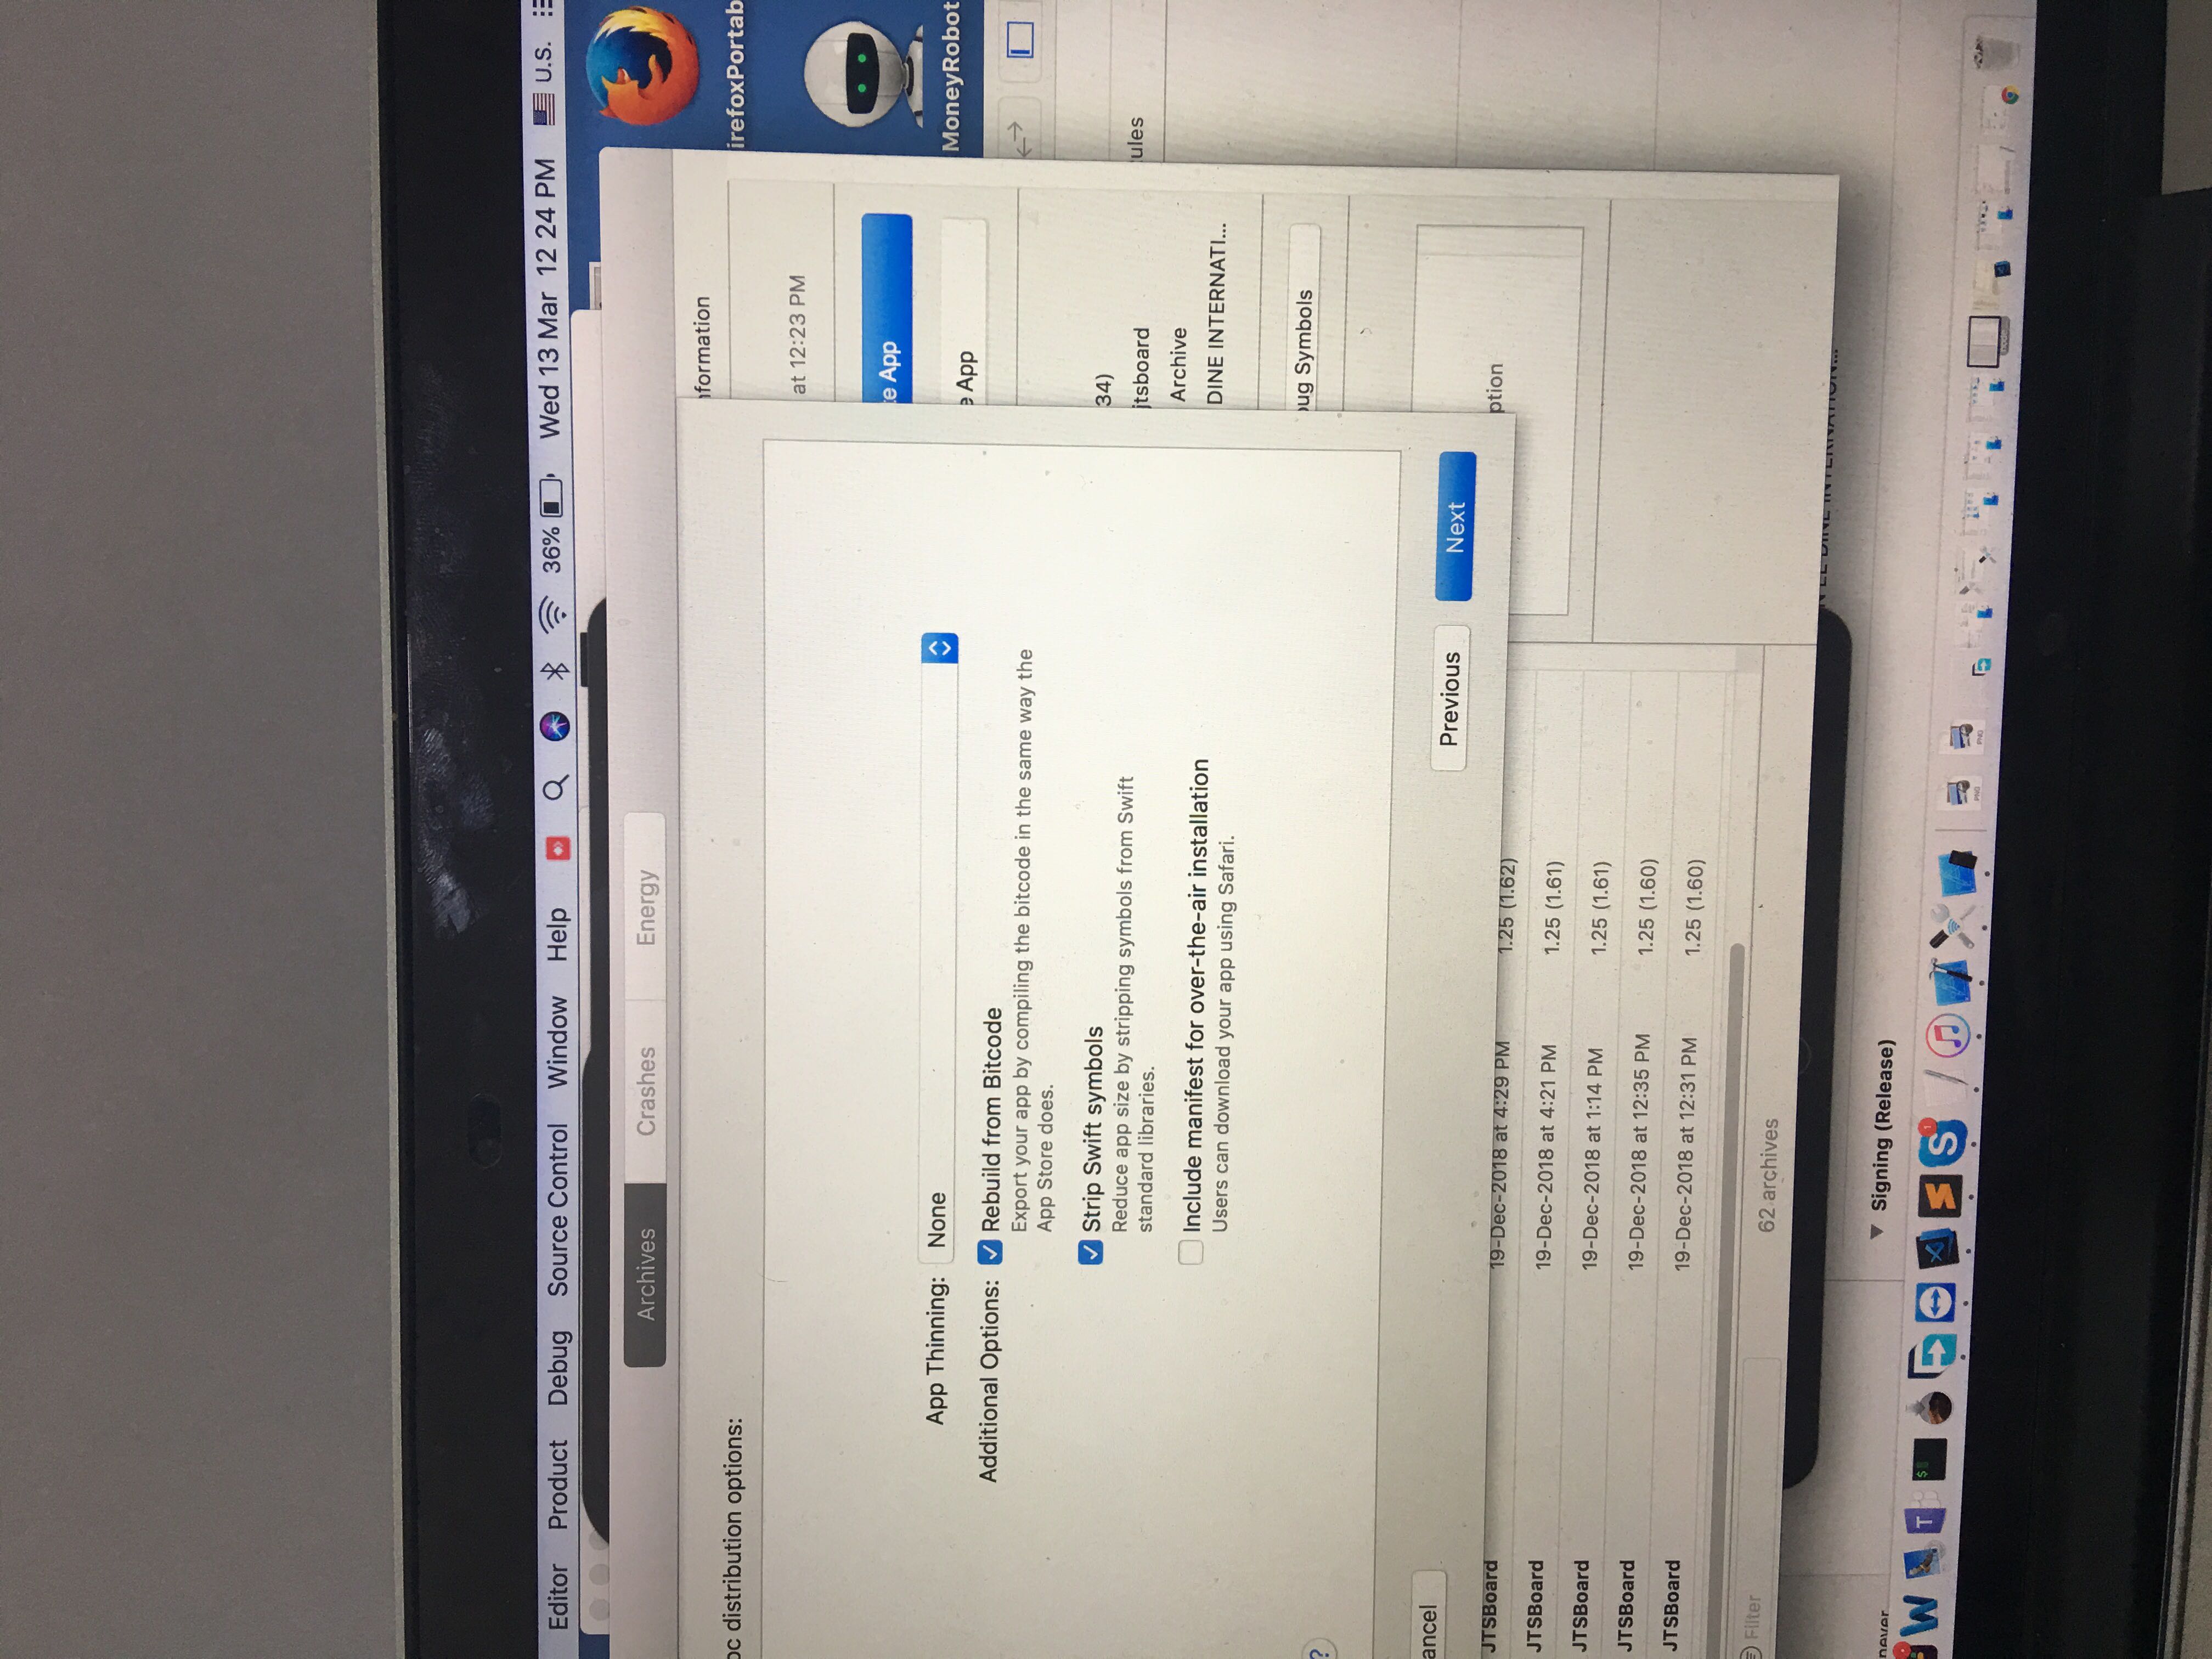 Editor Product Debug Source Control Window Help 36% Wed 13 Mar 12 24 PM U.S.
Archives Crashes Energy
oc distribution options:
nformation
irefoxPortab
at 12:23 PM
te App
App Thinning: None
e App
MoneyRobot
Additional Options: Rebuild from Bitcode
Export your app by compiling the bitcode in the same way the
App Store does.
Strip Swift symbols
Reduce app size by stripping symbols from Swift
standard libraries.
Include manifest for over-the-air installation
Users can download your app using Safari.
34)
jtsboard
Archive
DINE INTERNATI...
ules
bug Symbols
?
ancel
Previous
Next
ption
JTSBoard 19-Dec-2018 at 4:29 PM 1.25 (1.62)
JTSBoard 19-Dec-2018 at 4:21 PM 1.25 (1.61)
JTSBoard 19-Dec-2018 at 1:14 PM 1.25 (1.61)
JTSBoard 19-Dec-2018 at 12:35 PM 1.25 (1.60)
JTSBoard 19-Dec-2018 at 12:31 PM 1.25 (1.60)
Filter
62 archives
Signing (Release)
W
T
S
1
PNG
PNG